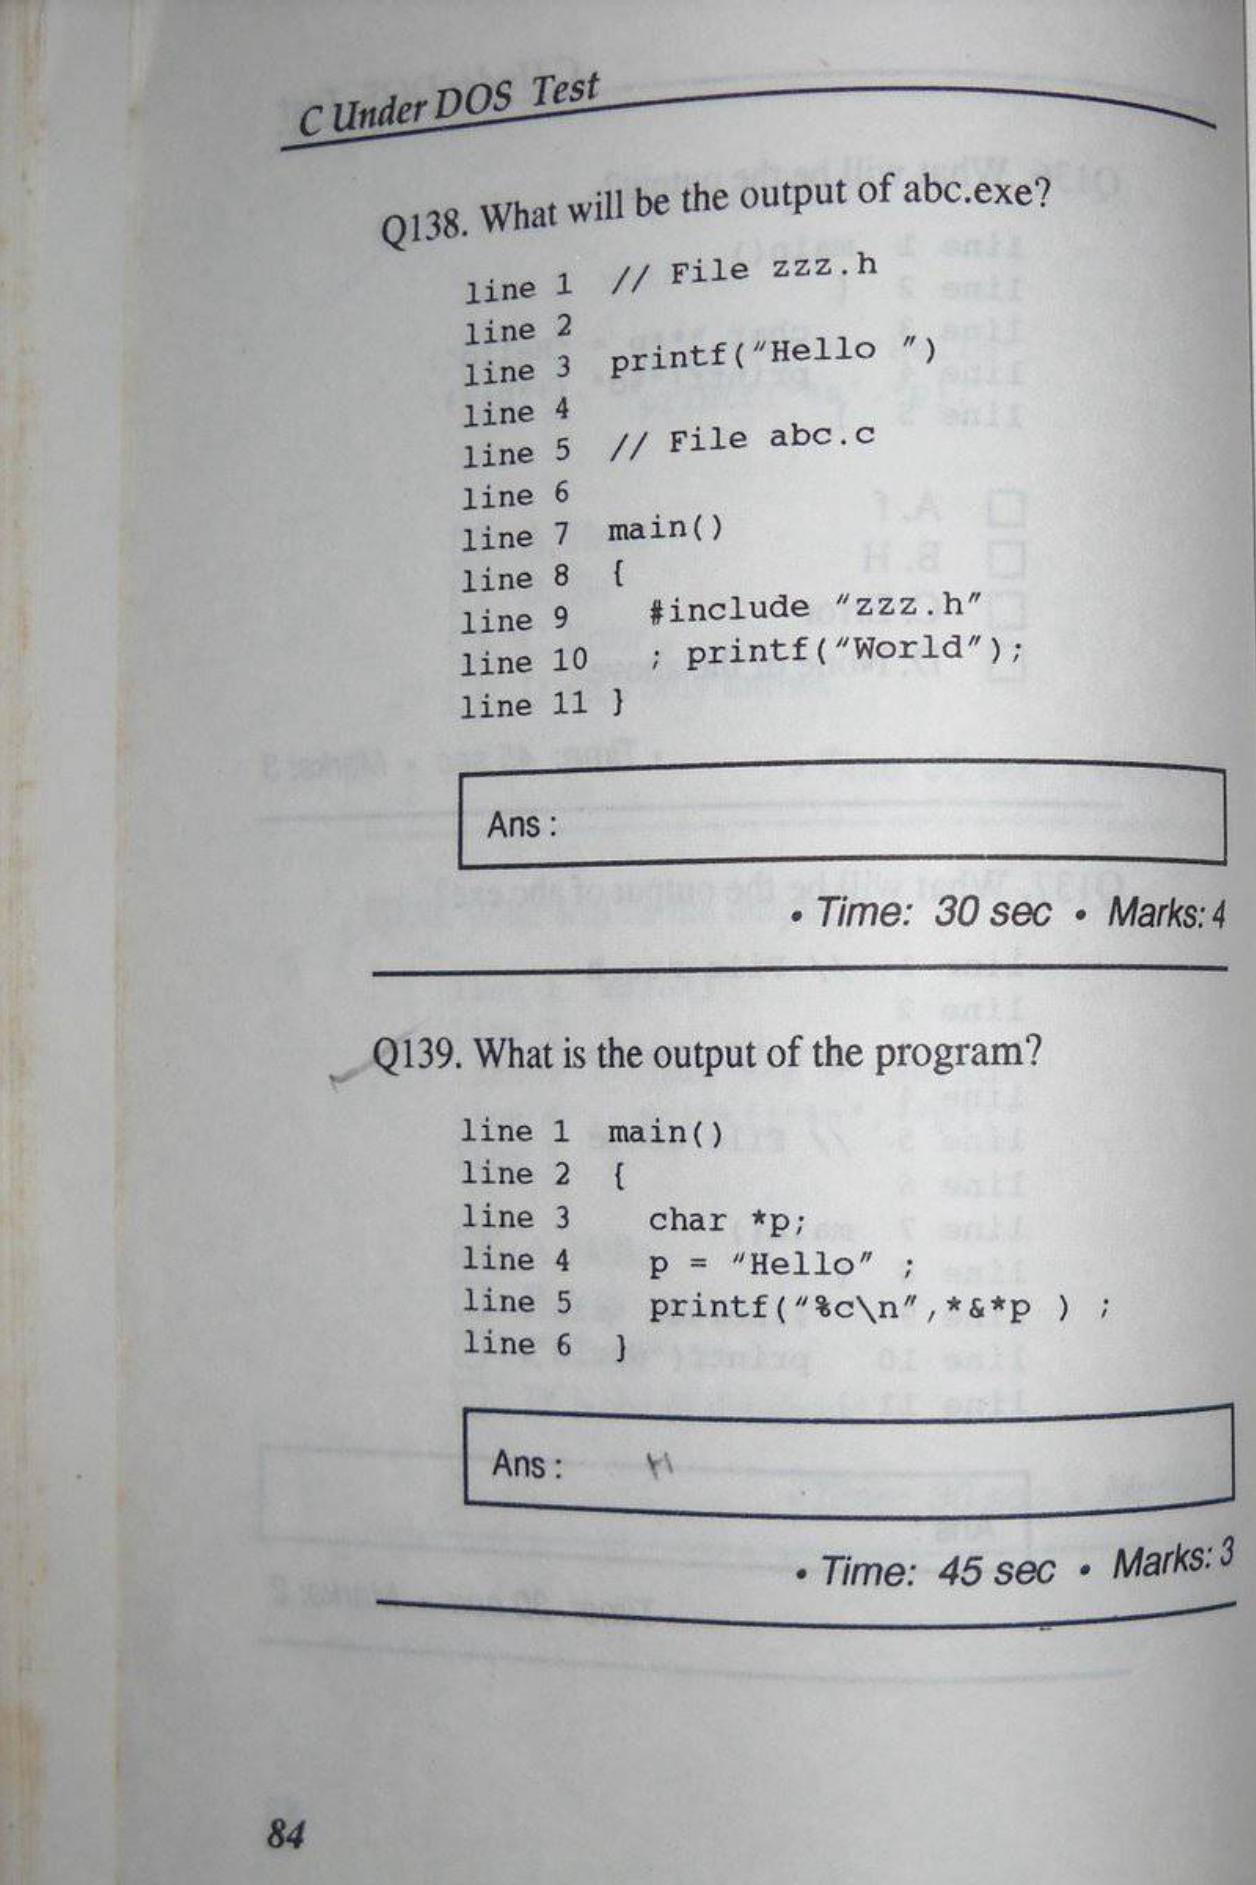 C Under DOS Test
Q138. What will be the output of abc.exe?
line 1 // File zzz.h
line 2
line 3 printf("Hello ")
line 4
line 5 // File abc.c
line 6
line 7 main()
line 8 {
line 9 #include "zzz.h"
line 10 ; printf("World");
line 11 }
Ans :
• Time: 30 sec • Marks: 4
Q139. What is the output of the program?
line 1 main()
line 2 {
line 3 char *p;
line 4 p = "Hello" ;
line 5 printf("%c\n",*&*p ) ;
line 6 }
Ans : H
• Time: 45 sec • Marks: 3
84